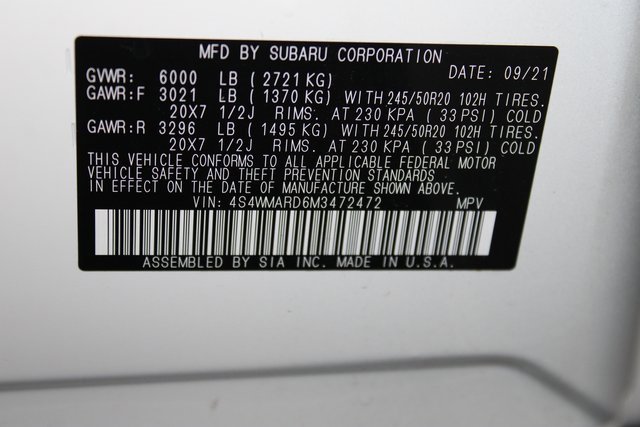 MFD BY SUBARU CORPORATION
GVWR: 6000 LB (2721 KG) DATE: 09/21
GAWR:F 3021 LB (1370 KG) WITH 245/50R20 102H TIRES.
20X7 1/2J RIMS. AT 230 KPA (33 PSI) COLD
GAWR:R 3296 LB (1495 KG) WITH 245/50R20 102H TIRES.
20X7 1/2J RIMS. AT 230 KPA (33 PSI) COLD
THIS VEHICLE CONFORMS TO ALL APPLICABLE FEDERAL MOTOR
VEHICLE SAFETY AND THEFT PREVENTION STANDARDS
IN EFFECT ON THE DATE OF MANUFACTURE SHOWN ABOVE.
VIN: 4S4WMARD6M3472472 MPV
ASSEMBLED BY SIA INC. MADE IN U.S.A.